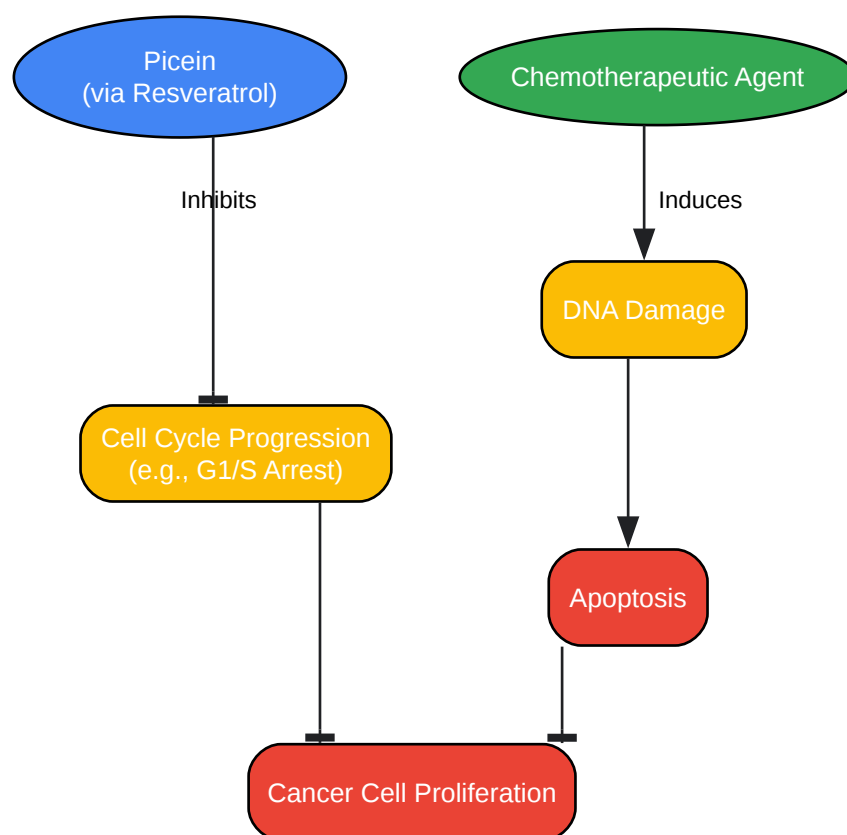 Picein
(via Resveratrol)
Chemotherapeutic Agent
Inhibits
Induces
DNA Damage
Cell Cycle Progression
(e.g., G1/S Arrest)
Apoptosis
Cancer Cell Proliferation